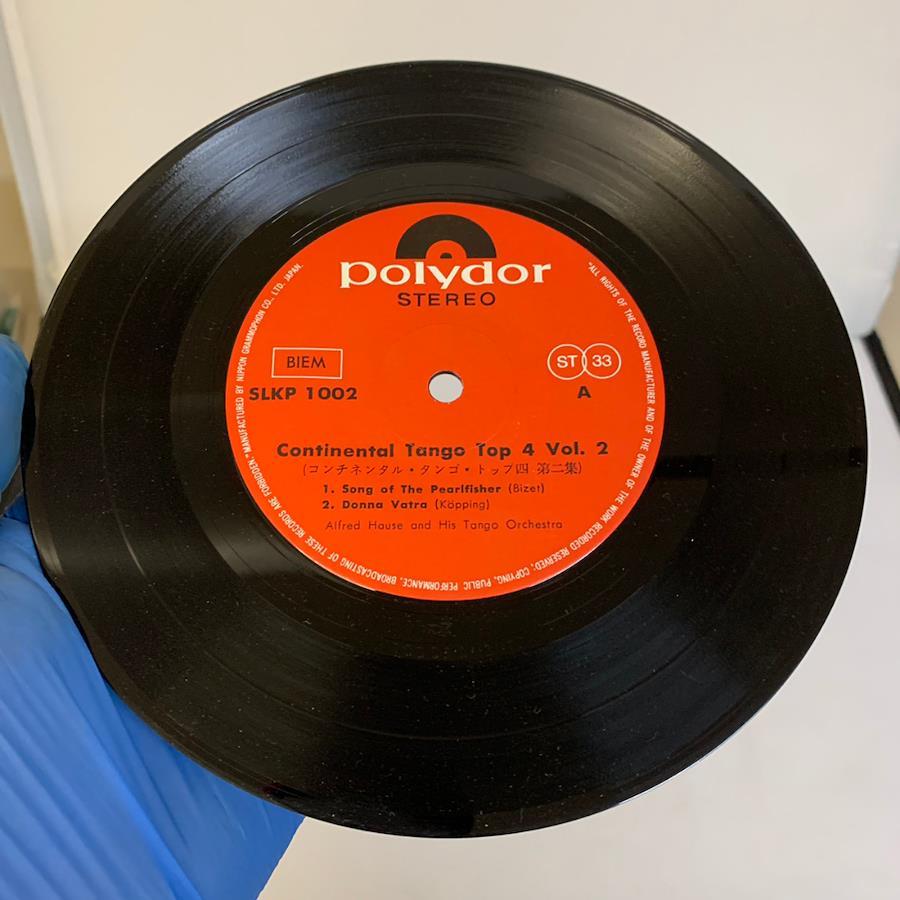 polydor
STEREO
BIEM
ST 33
SLKP 1002
A
Continental Tango Top 4 Vol. 2
(コンチネンタル・タンゴ・トップ四 第二集)
1. Song of The Pearlfisher (Bizet)
2. Donna Vatra (Köpping)
Alfred Hause and His Tango Orchestra
"ALL RIGHTS OF THE RECORD MANUFACTURER AND OF THE OWNER OF THE WORK RECORDED RESERVED; COPYING, PUBLIC PERFORMANCE, BROADCASTING OF THESE RECORDS ARE FORBIDDEN." MANUFACTURED BY NIPPON GRAMMOPHON CO., LTD. JAPAN.